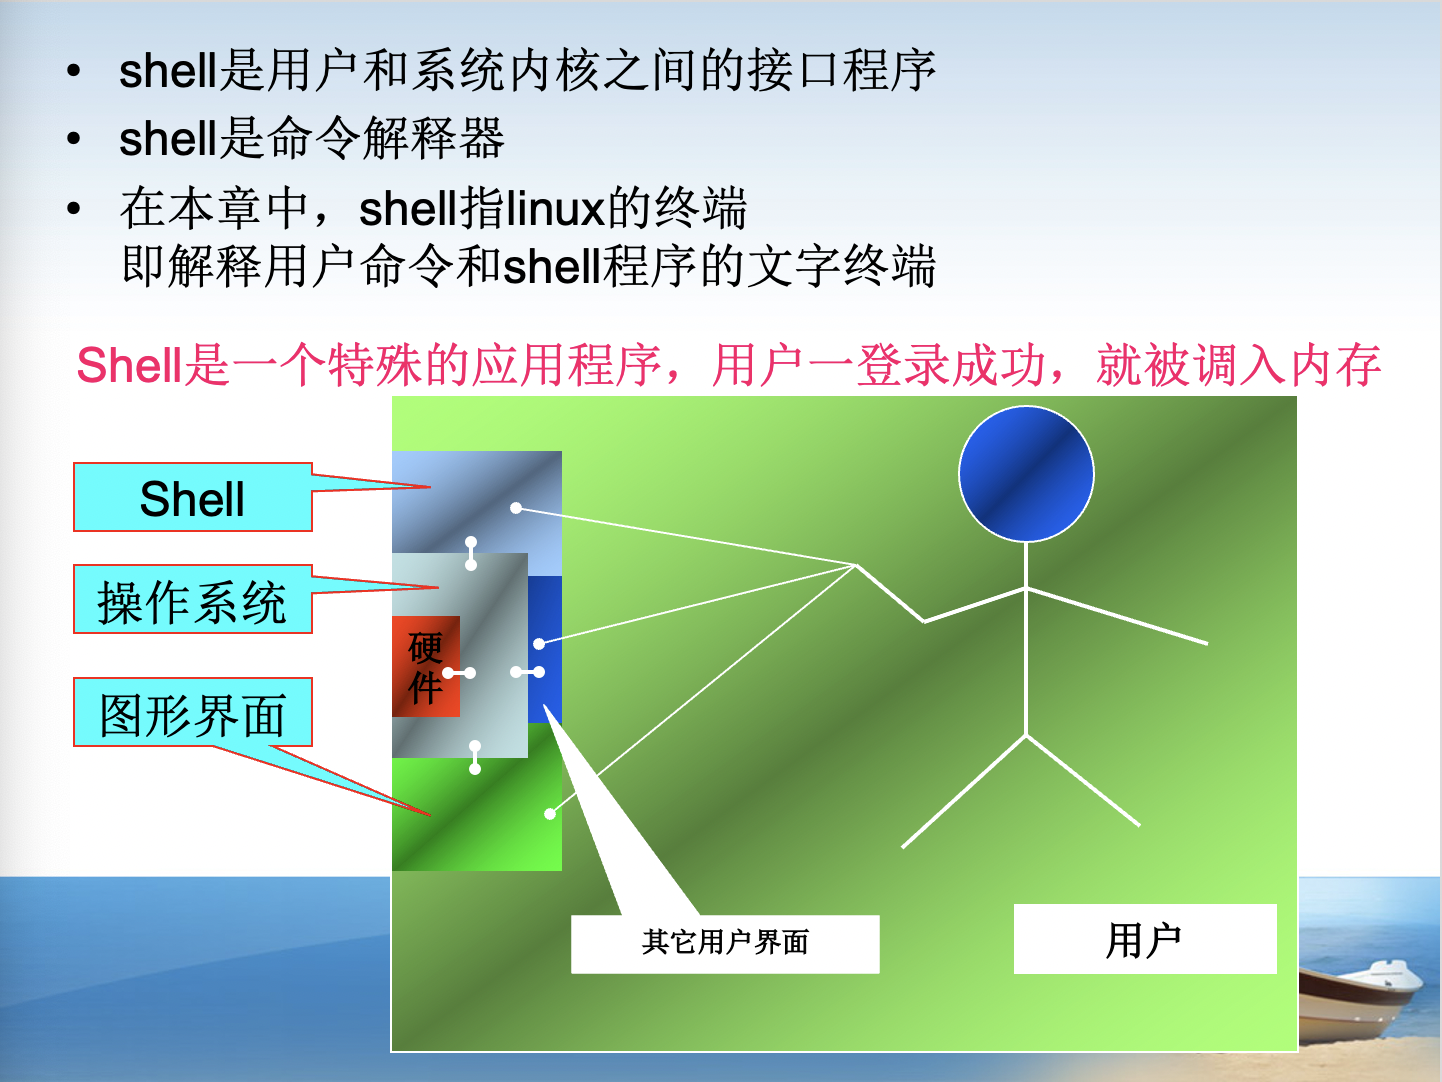 • shell是用户和系统内核之间的接口程序
• shell是命令解释器
• 在本章中，shell指linux的终端
即解释用户命令和shell程序的文字终端
Shell是一个特殊的应用程序，用户一登录成功，就被调入内存
Shell
操作系统
硬
件
图形界面
其它用户界面
用户